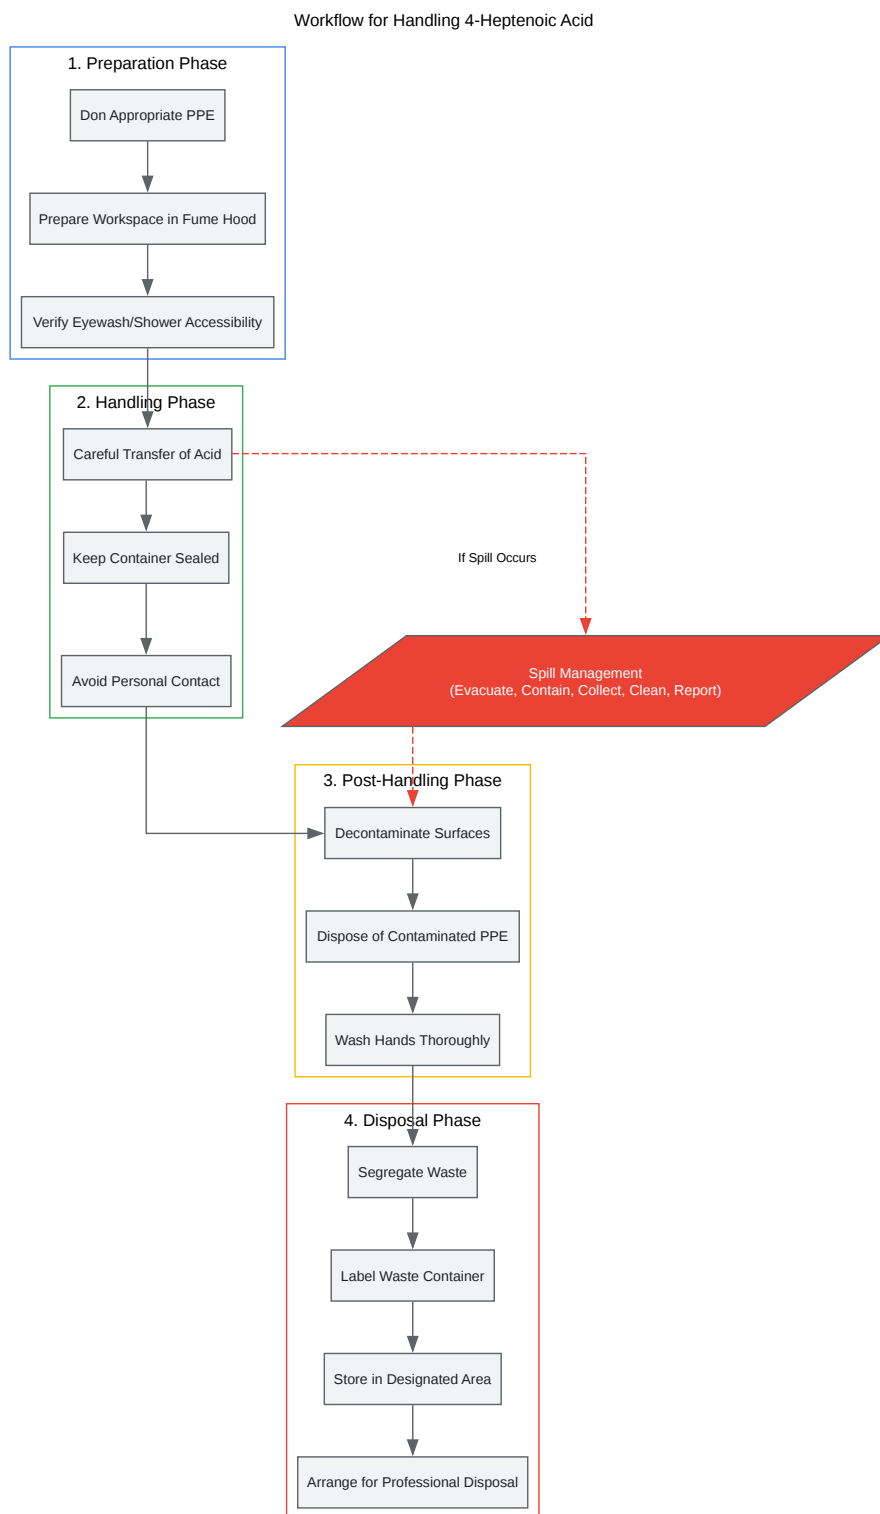 Workflow for Handling 4-Heptenoic Acid
1. Preparation Phase
Don Appropriate PPE
Prepare Workspace in Fume Hood
Verify Eyewash/Shower Accessibility
2. Handling Phase
Careful Transfer of Acid
Keep Container Sealed
If Spill Occurs
Avoid Personal Contact
Spill Management
(Evacuate, Contain, Collect, Clean, Report)
3. Post-Handling Phase
Decontaminate Surfaces
Dispose of Contaminated PPE
Wash Hands Thoroughly
4. Disposal Phase
Segregate Waste
Label Waste Container
Store in Designated Area
Arrange for Professional Disposal